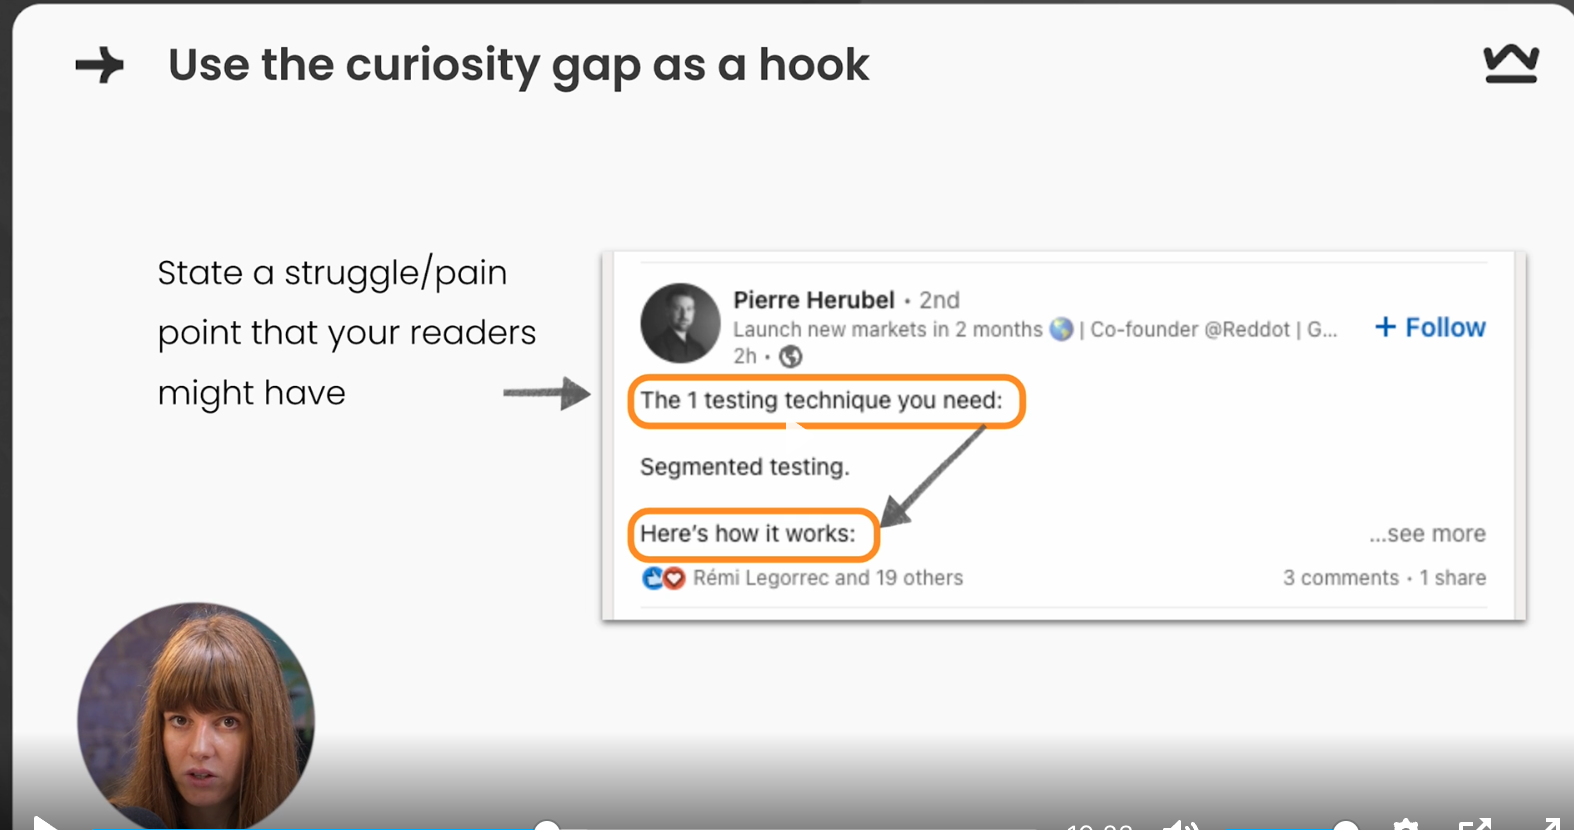 Use the curiosity gap as a hook
State a struggle/pain
point that your readers
might have
Pierre Herubel • 2nd
Launch new markets in 2 months 🌎 | Co-founder @Reddot | G...
+ Follow
2h •
The 1 testing technique you need:
Segmented testing.
Here's how it works:
...see more
Rémi Legorrec and 19 others
3 comments • 1 share